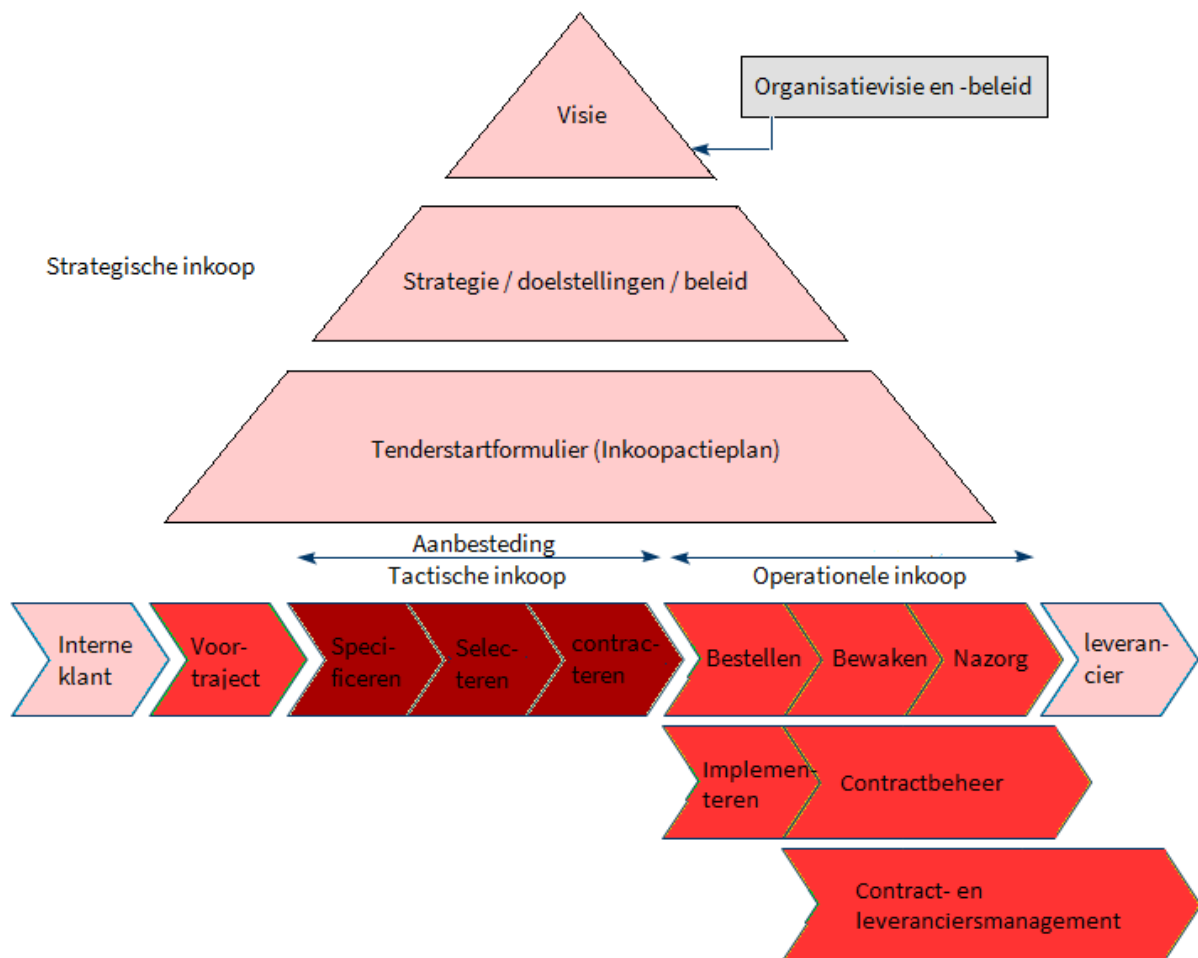 Organisatievisie en -beleid
Visie
Strategische inkoop
Strategie / doelstellingen / beleid
Tenderstartformulier (Inkoopactieplan)
Aanbesteding
Tactische inkoop
Operationele inkoop
Interne
klant
Voor-
traject
Speci-
ficeren
Selec-
teren
contrac-
teren
Bestellen
Bewaken
Nazorg
leveran-
cier
Implemen-
teren
Contractbeheer
Contract- en
leveranciersmanagement